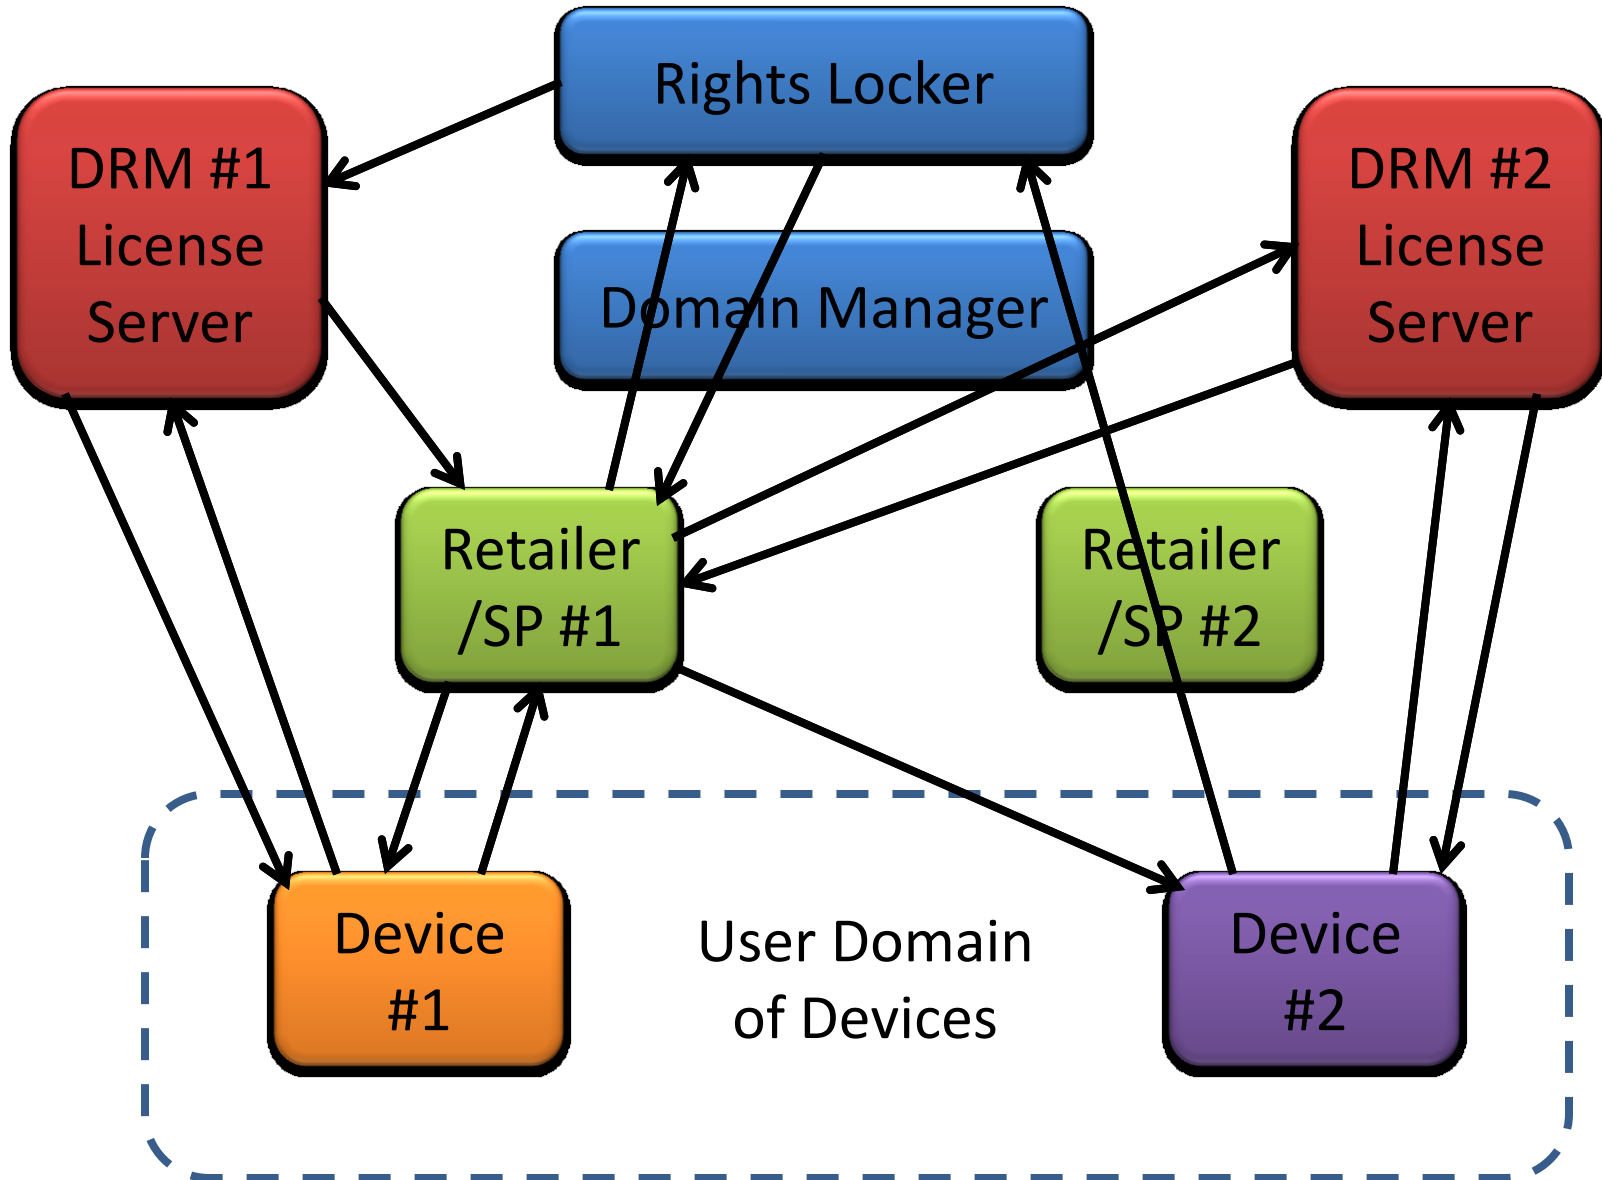 Rights Locker
DRM #1
License
Server
DRM #2
License
Server
Domain Manager
Retailer
/SP #1
Retailer
/SP #2
Device
#1
User Domain
of Devices
Device
#2